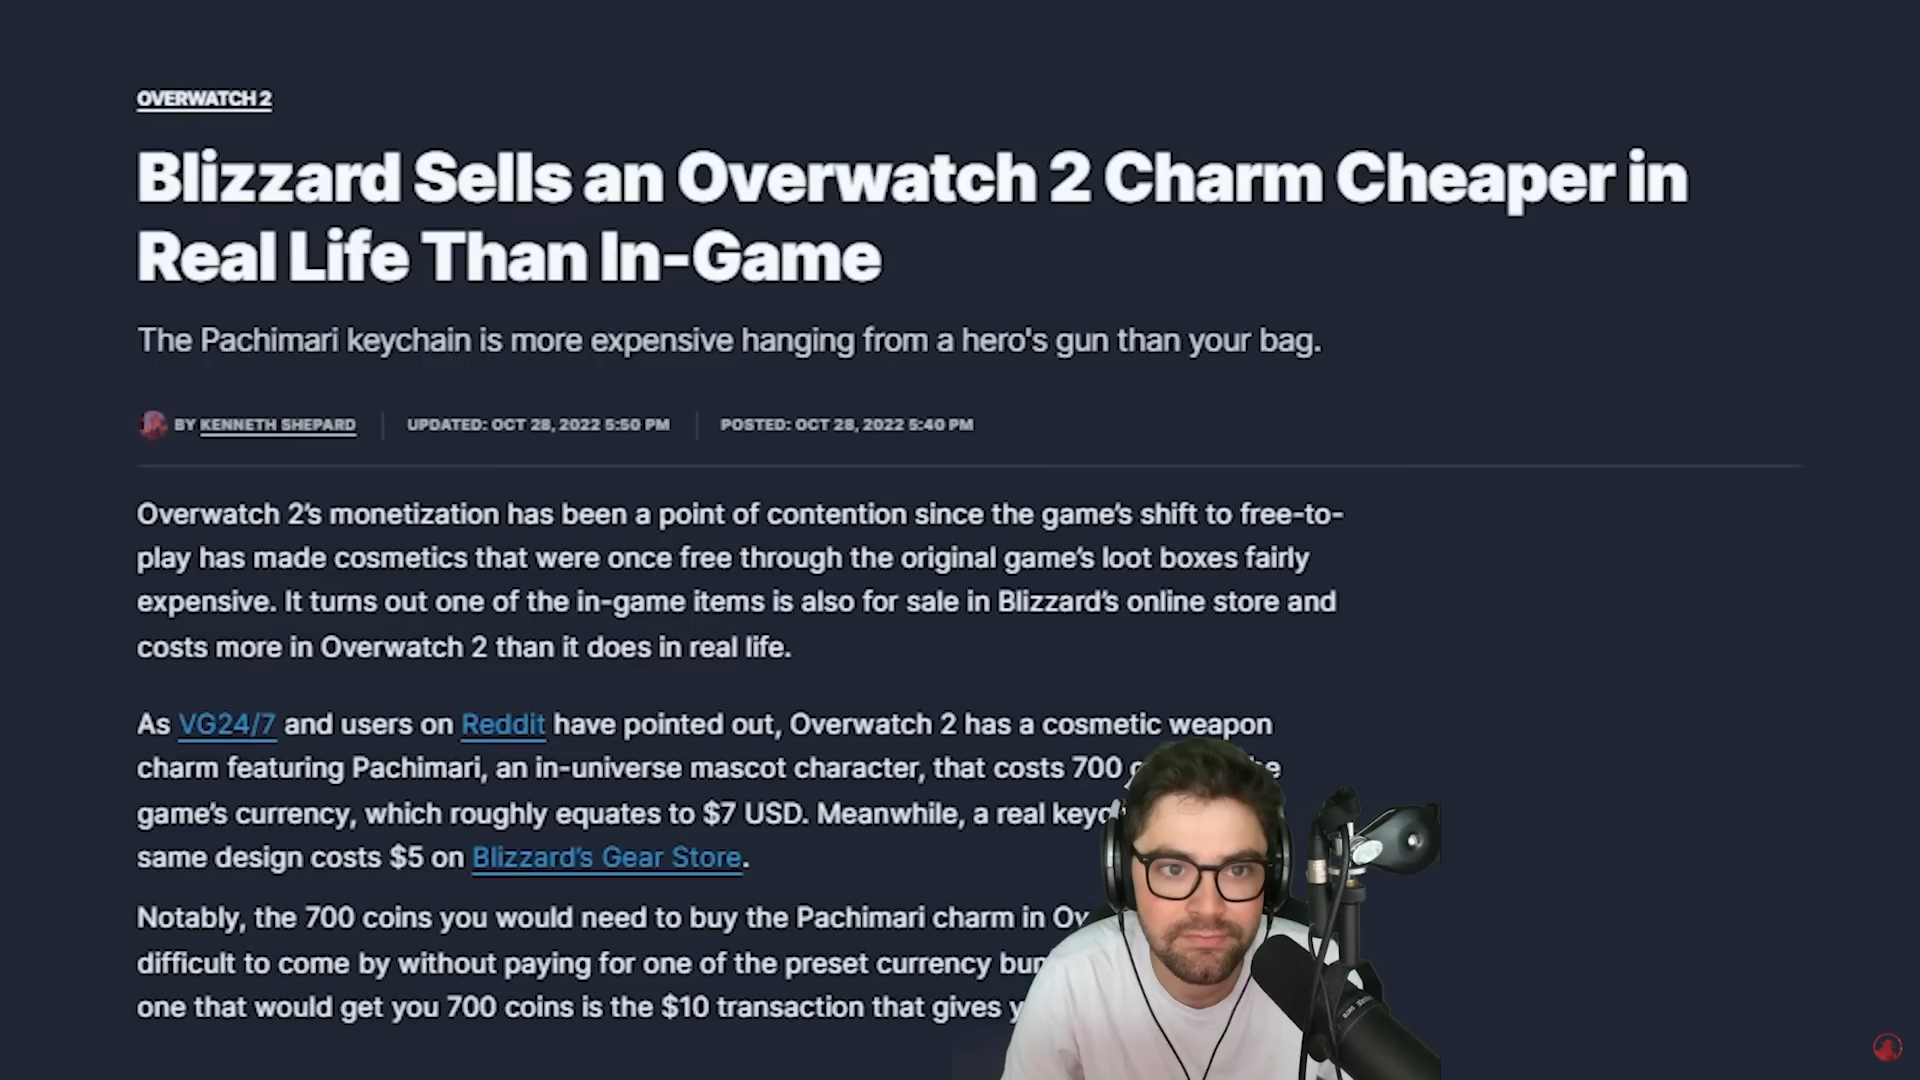 OVERWATCH 2
Blizzard Sells an Overwatch 2 Charm Cheaper in
Real Life Than In-Game
The Pachimari keychain is more expensive hanging from a hero's gun than your bag.
BY KENNETH SHEPARD UPDATED: OCT 28, 2022 5:50 PM POSTED: OCT 28, 2022 5:40 PM
Overwatch 2's monetization has been a point of contention since the game's shift to free-to-
play has made cosmetics that were once free through the original game's loot boxes fairly
expensive. It turns out one of the in-game items is also for sale in Blizzard's online store and
costs more in Overwatch 2 than it does in real life.
As VG24/7 and users on Reddit have pointed out, Overwatch 2 has a cosmetic weapon
charm featuring Pachimari, an in-universe mascot character, that costs 700
game's currency, which roughly equates to $7 USD. Meanwhile, a real
same design costs $5 on Blizzard's Gear Store.
Notably, the 700 coins you would need to buy the Pachimari charm in
difficult to come by without paying for one of the preset currency
one that would get you 700 coins is the $10 transaction that gives